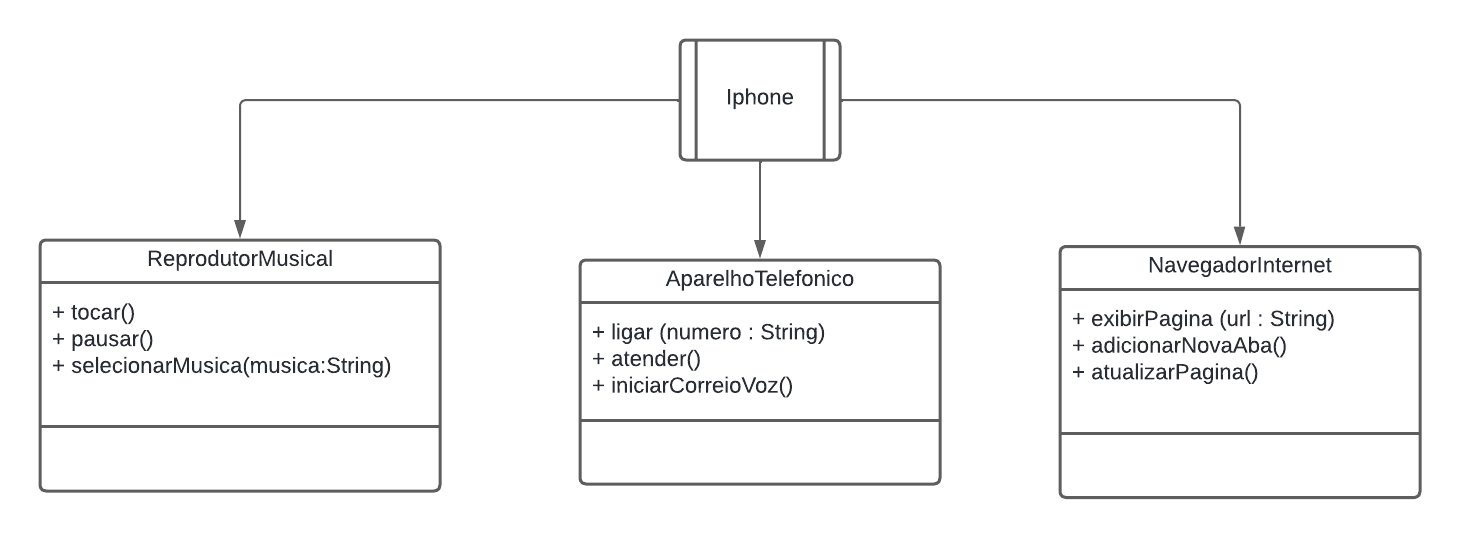 Iphone
ReprodutorMusical
+ tocar()
+ pausar()
+ selecionarMusica(musica:String)
AparelhoTelefonico
+ ligar (numero : String)
+ atender()
+ iniciarCorreioVoz()
NavegadorInternet
+ exibirPagina (url : String)
+ adicionarNovaAba()
+ atualizarPagina()